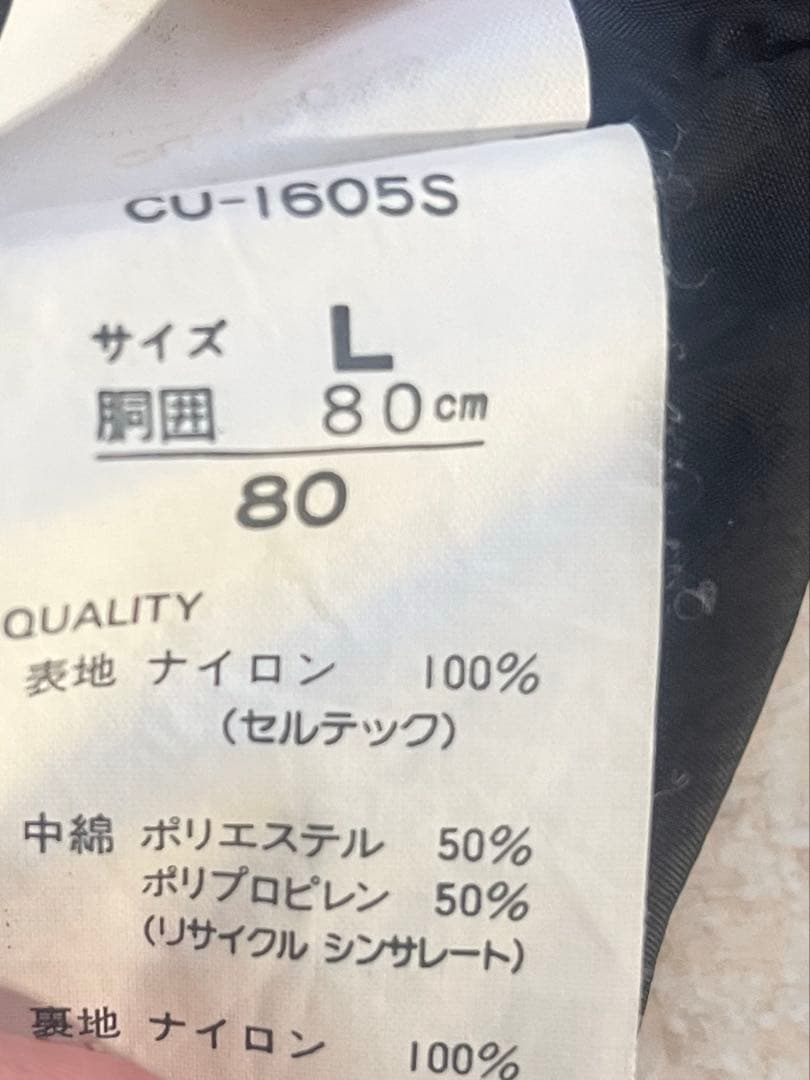 CU-1605S
サイズ L
胴囲 80cm
80
QUALITY
表地 ナイロン 100%
(セルテック)
中綿 ポリエステル 50%
ポリプロピレン 50%
(リサイクル シンサレート)
裏地 ナイロン 100%